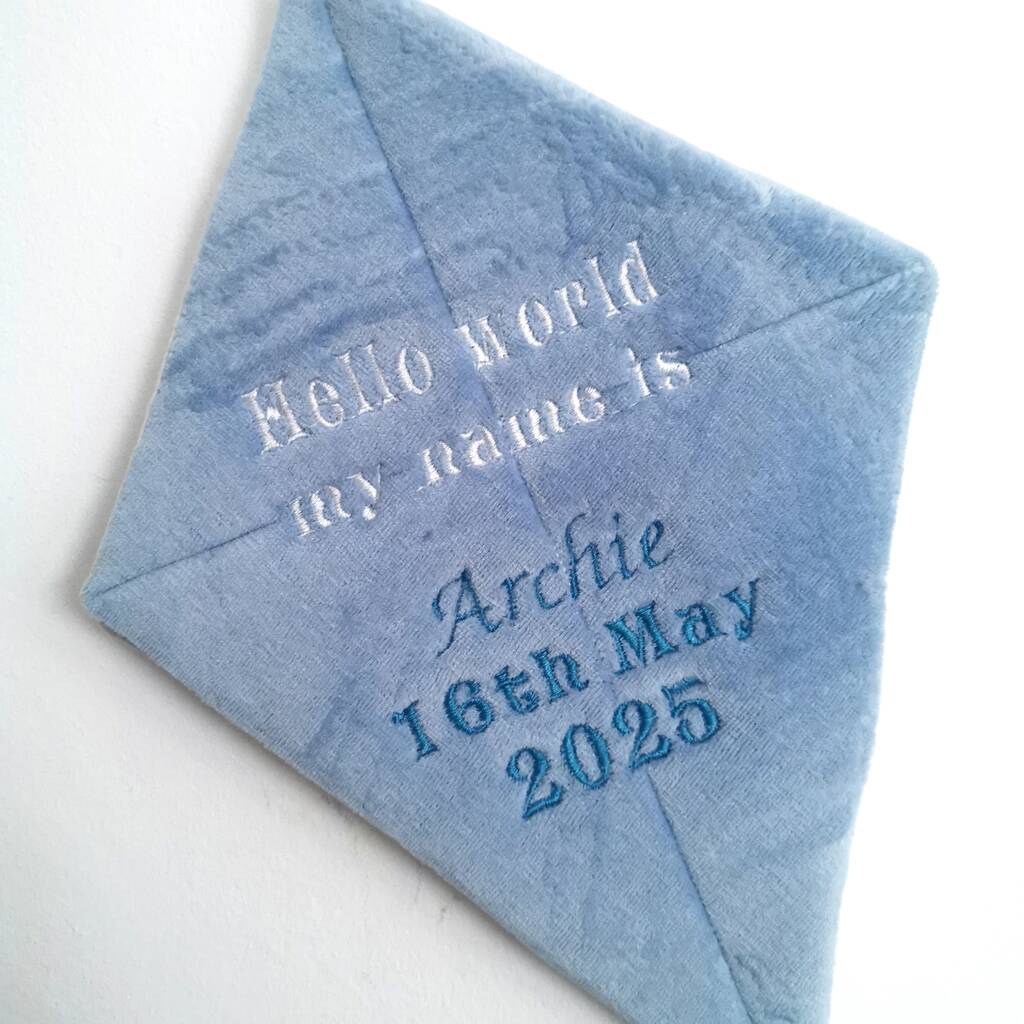 Hello world
my name is
Archie
16th May
2025